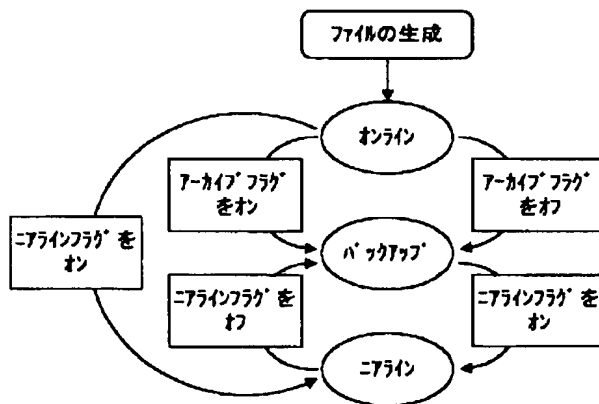 ファイルの生成
オンライン
アーカイブフラグ
をオン
アーカイブフラグ
をオフ
ニアラインフラグを
オン
バックアップ
ニアラインフラグを
オフ
ニアラインフラグを
オン
ニアライン